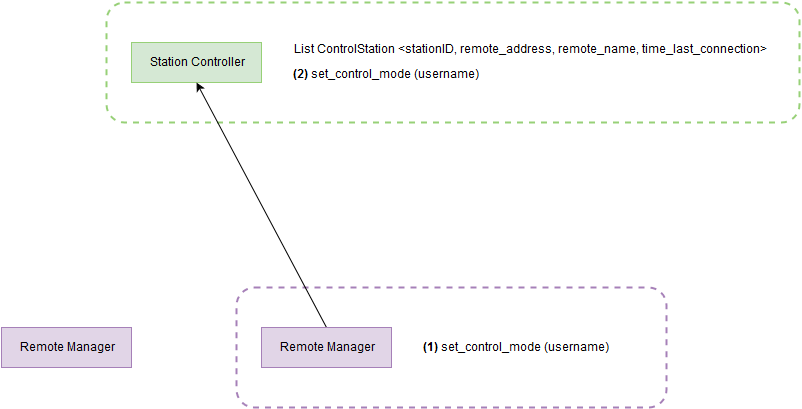 Station Controller
List ControlStation <stationID, remote_address, remote_name, time_last_connection>
(2) set_control_mode (username)
Remote Manager
Remote Manager
(1) set_control_mode (username)